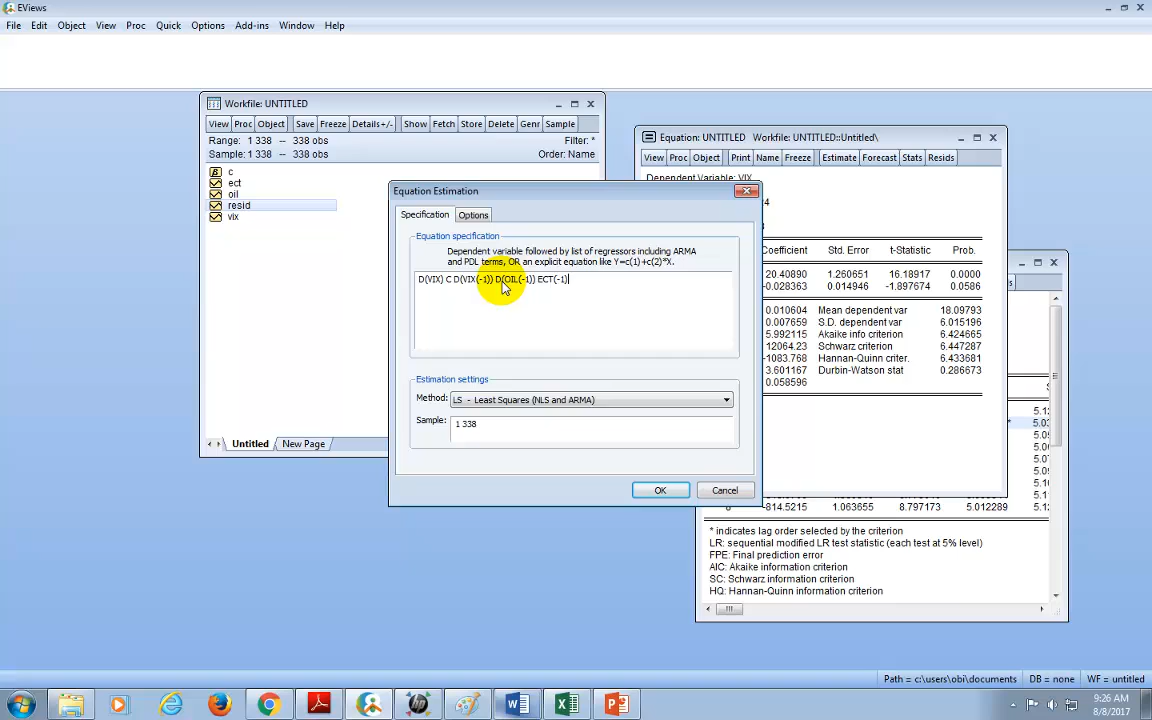 EViews
File Edit Object View Proc Quick Options Add-ins Window Help
Workfile: UNTITLED
View Proc Object Save Freeze Details+/- Show Fetch Store Delete Genr Sample
Range: 1 338 -- 338 obs Filter: *
Sample: 1 338 -- 338 obs Order: Name
c
ect
oil
resid
vix
Untitled New Page
Equation: UNTITLED Workfile: UNTITLED::Untitled\
View Proc Object Print Name Freeze Estimate Forecast Stats Resids
Dependent Variable: VIX
4
8
Coefficient Std. Error t-Statistic Prob.
20.40890 1.260651 16.18917 0.0000
-0.028363 0.014946 -1.897674 0.0586
0.010604 Mean dependent var 18.09793
0.007659 S.D. dependent var 6.015196
5.992115 Akaike info criterion 6.424665
12064.23 Schwarz criterion 6.447287
-1083.768 Hannan-Quinn criter. 6.433681
3.601167 Durbin-Watson stat 0.286673
0.058596
Equation Estimation
Specification Options
Equation specification
Dependent variable followed by list of regressors including ARMA
and PDL terms, OR an explicit equation like Y=c(1)+c(2)*X.
D(VIX) C D(VIX(-1)) D(OIL(-1)) ECT(-1)
Estimation settings
Method: LS - Least Squares (NLS and ARMA)
Sample: 1 338
OK Cancel
-814.5215 1.063655 8.797173 5.012289 5.1
* indicates lag order selected by the criterion
LR: sequential modified LR test statistic (each test at 5% level)
FPE: Final prediction error
AIC: Akaike information criterion
SC: Schwarz information criterion
HQ: Hannan-Quinn information criterion
Path = c:\users\obi\documents DB = none WF = untitled
9:26 AM
8/8/2017